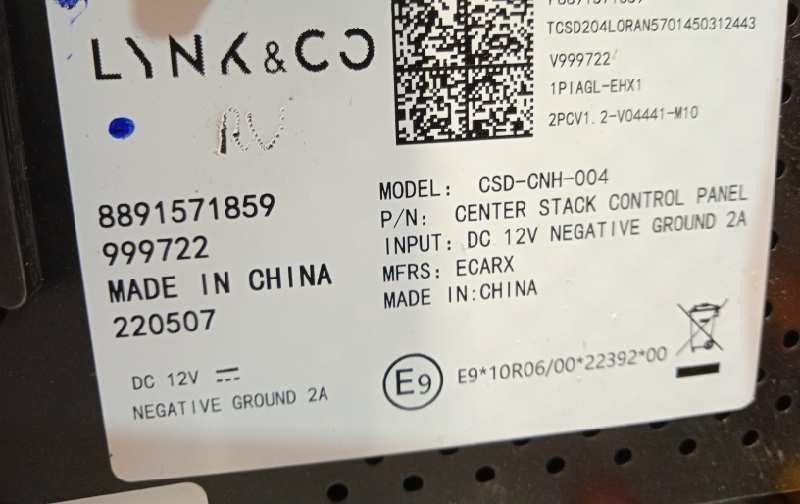 LYNK & CO
TCSD204LORAN5701450312443
V999722
1PIAGL-EHX1
2PCV1.2-V04441-M10
8891571859
999722
MADE IN CHINA
220507
DC 12V
NEGATIVE GROUND 2A
MODEL: CSD-CNH-004
P/N: CENTER STACK CONTROL PANEL
INPUT: DC 12V NEGATIVE GROUND 2A
MFRS: ECARX
MADE IN:CHINA
E9 E9*10R06/00*22392*00